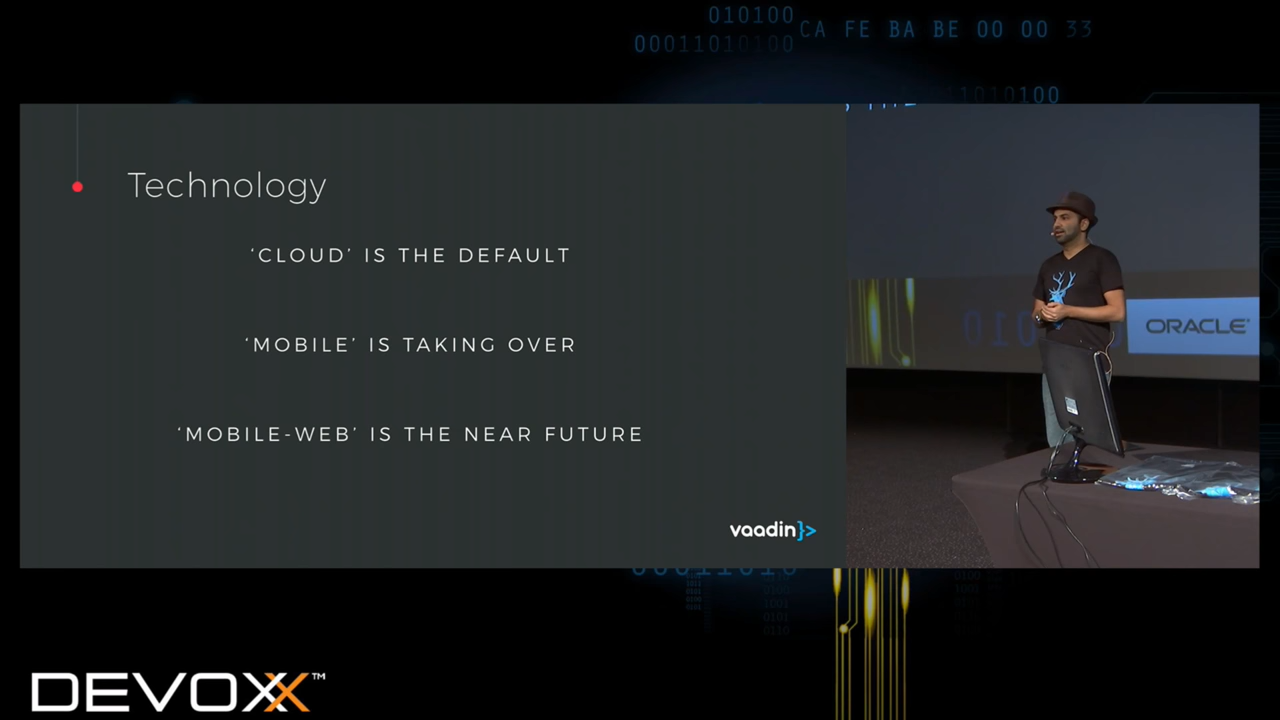 010100
CA FE BA BE 00 00 33
00011010100
11010100
Technology
‘CLOUD’ IS THE DEFAULT
‘MOBILE’ IS TAKING OVER
‘MOBILE-WEB’ IS THE NEAR FUTURE
vaadin}>
ORACLE
00011010
DEVOXX™